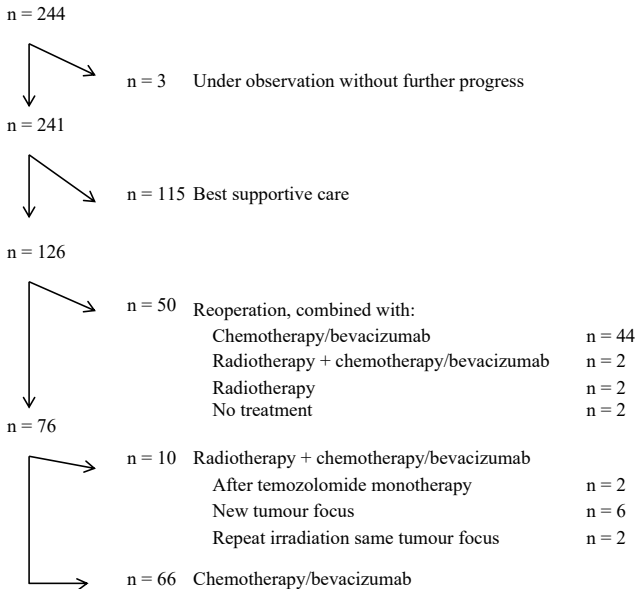 n = 244
n = 3 Under observation without further progress
n = 241
n = 115 Best supportive care
n = 126
n = 50 Reoperation, combined with:
Chemotherapy/bevacizumab n = 44
Radiotherapy + chemotherapy/bevacizumab n = 2
Radiotherapy n = 2
No treatment n = 2
n = 76
n = 10 Radiotherapy + chemotherapy/bevacizumab
After temozolomide monotherapy n = 2
New tumour focus n = 6
Repeat irradiation same tumour focus n = 2
n = 66 Chemotherapy/bevacizumab